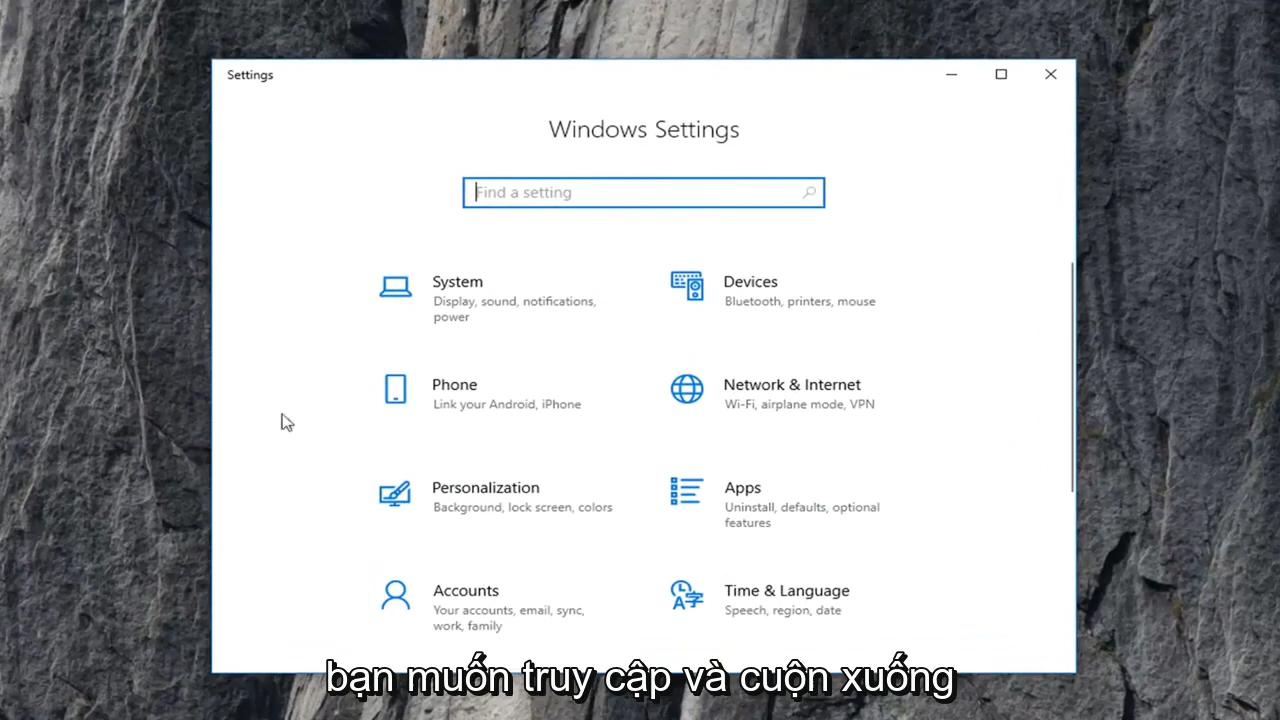 Settings
Windows Settings
Find a setting
System
Display, sound, notifications,
power
Devices
Bluetooth, printers, mouse
Phone
Link your Android, iPhone
Network & Internet
Wi-Fi, airplane mode, VPN
Personalization
Background, lock screen, colors
Apps
Uninstall, defaults, optional
features
Accounts
Your accounts, email, sync,
work, family
Time & Language
Speech, region, date
bạn muốn truy cập và cuộn xuống